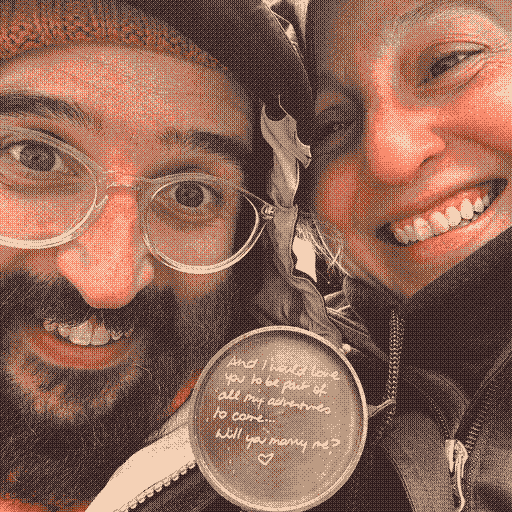 And I would love
you to be part of
all my adventures
to come...
Will you marry me?
♡